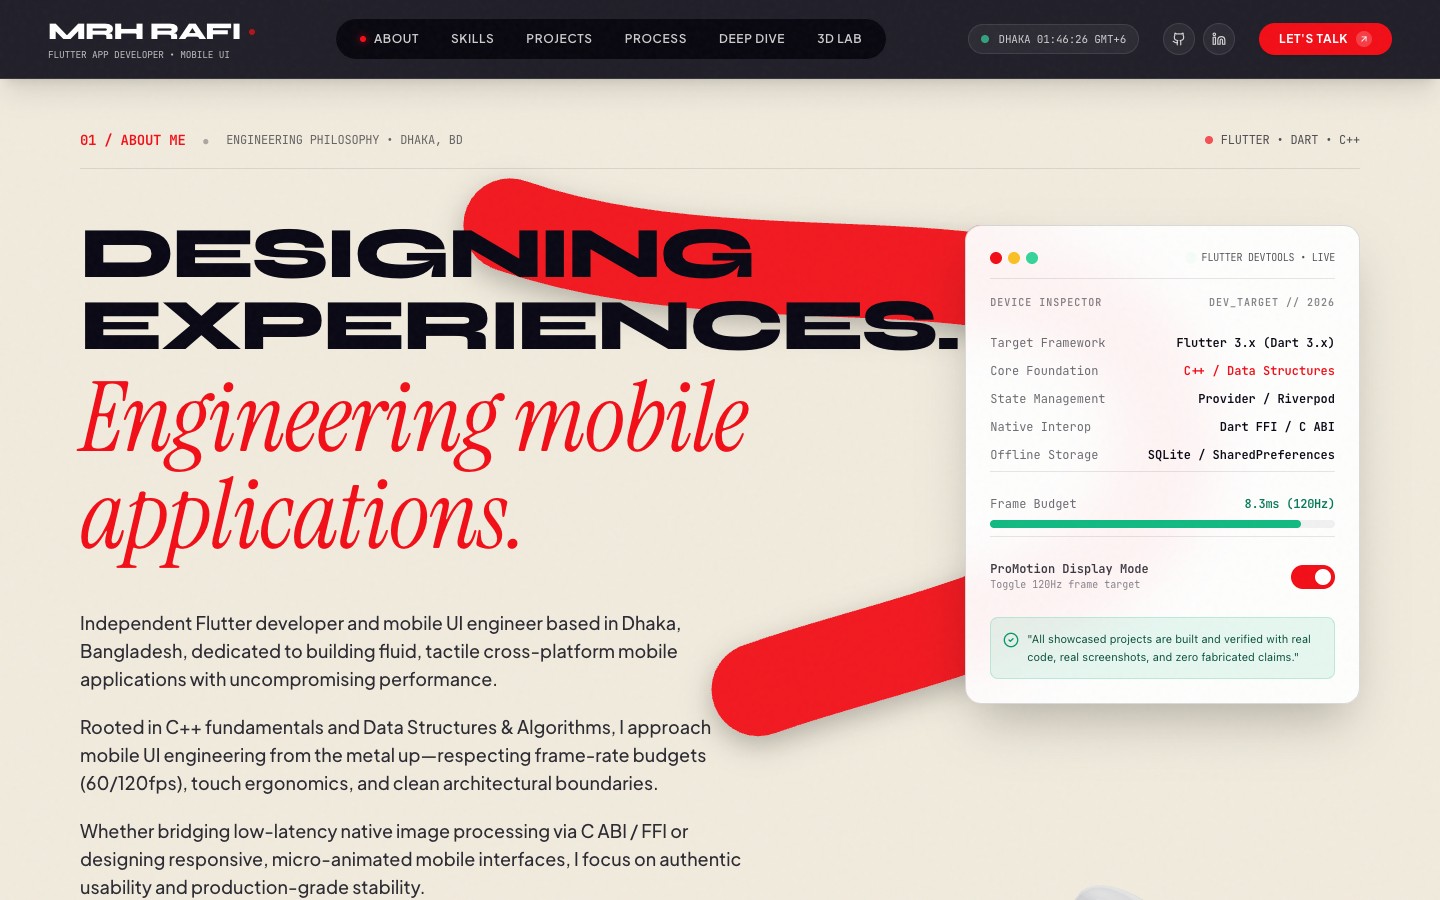 MRH RAFI
FLUTTER APP DEVELOPER • MOBILE UI
ABOUT
SKILLS
PROJECTS
PROCESS
DEEP DIVE
3D LAB
DHAKA 01:46:26 GMT+6
LET'S TALK
01 / ABOUT ME
ENGINEERING PHILOSOPHY • DHAKA, BD
FLUTTER • DART • C++
DESIGNING
EXPERIENCES.
Engineering mobile
applications.
Independent Flutter developer and mobile UI engineer based in Dhaka,
Bangladesh, dedicated to building fluid, tactile cross-platform mobile
applications with uncompromising performance.
Rooted in C++ fundamentals and Data Structures & Algorithms, I approach
mobile UI engineering from the metal up—respecting frame-rate budgets
(60/120fps), touch ergonomics, and clean architectural boundaries.
Whether bridging low-latency native image processing via C ABI / FFI or
designing responsive, micro-animated mobile interfaces, I focus on authentic
usability and production-grade stability.
FLUTTER DEVTOOLS • LIVE
DEVICE INSPECTOR DEV_TARGET // 2026
Target Framework Flutter 3.x (Dart 3.x)
Core Foundation C++ / Data Structures
State Management Provider / Riverpod
Native Interop Dart FFI / C ABI
Offline Storage SQLite / SharedPreferences
Frame Budget 8.3ms (120Hz)
ProMotion Display Mode
Toggle 120Hz frame target
"All showcased projects are built and verified with real
code, real screenshots, and zero fabricated claims."